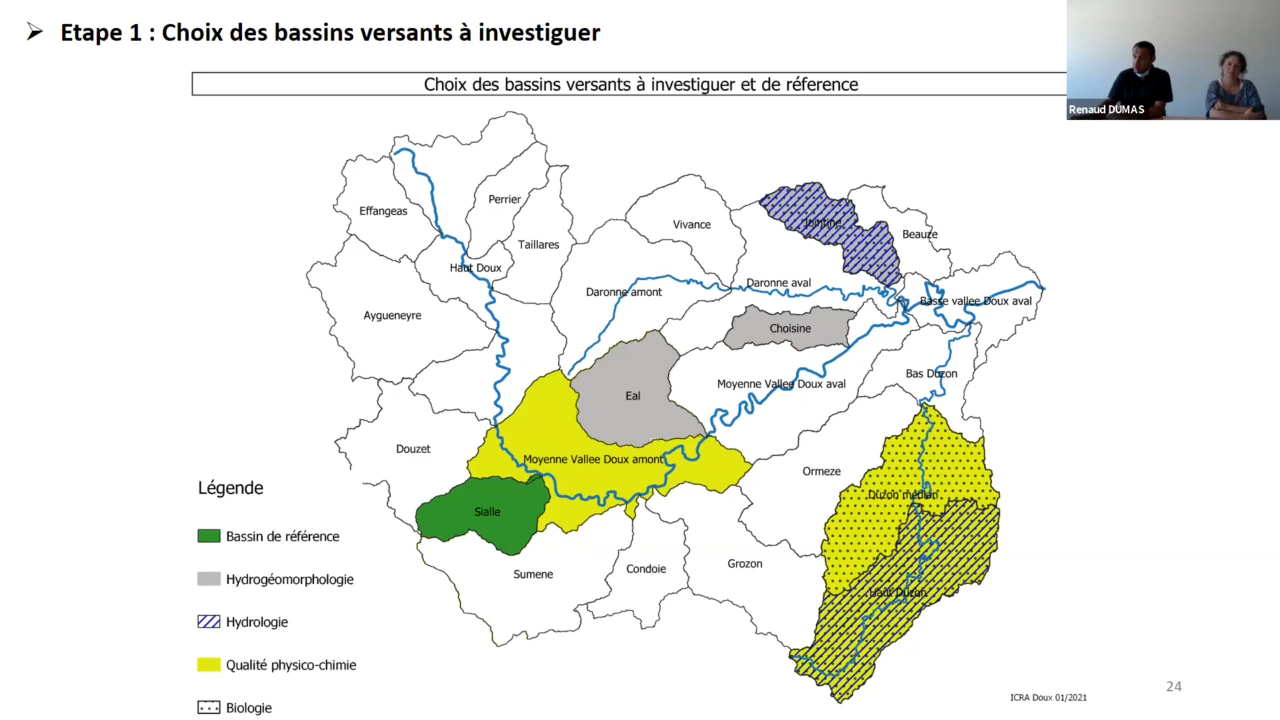 ➢ Etape 1 : Choix des bassins versants à investiguer
Choix des bassins versants à investiguer et de réference
Renaud DUMAS
Effangeas
Perrier
Taillares
Haut Doux
Vivance
Jointine
Beauze
Daronne amont
Daronne aval
Basse vallee Doux aval
Aygueneyre
Choisine
Eal
Moyenne Vallee Doux aval
Bas Duzon
Douzet
Moyenne Vallee Doux amont
Ormeze
Duzon median
Sialle
Sumene
Condoie
Grozon
Haut Duzon
Légende
Bassin de référence
Hydrogéomorphologie
Hydrologie
Qualité physico-chimie
Biologie
ICRA Doux 01/2021
24